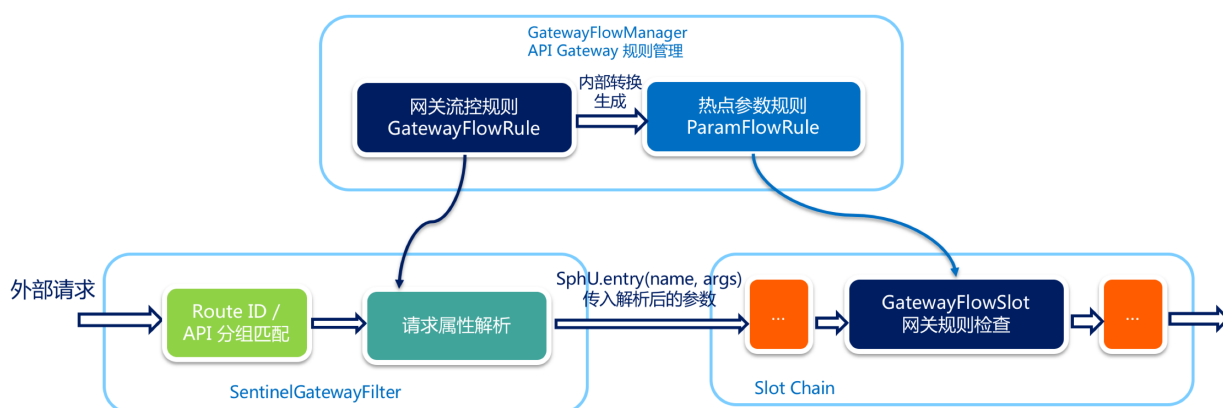 GatewayFlowManager
API Gateway 规则管理
网关流控规则
GatewayFlowRule
内部转换
生成
热点参数规则
ParamFlowRule
外部请求
Route ID /
API 分组匹配
请求属性解析
SentinelGatewayFilter
SphU.entry(name, args)
传入解析后的参数
...
GatewayFlowSlot
网关规则检查
...
Slot Chain